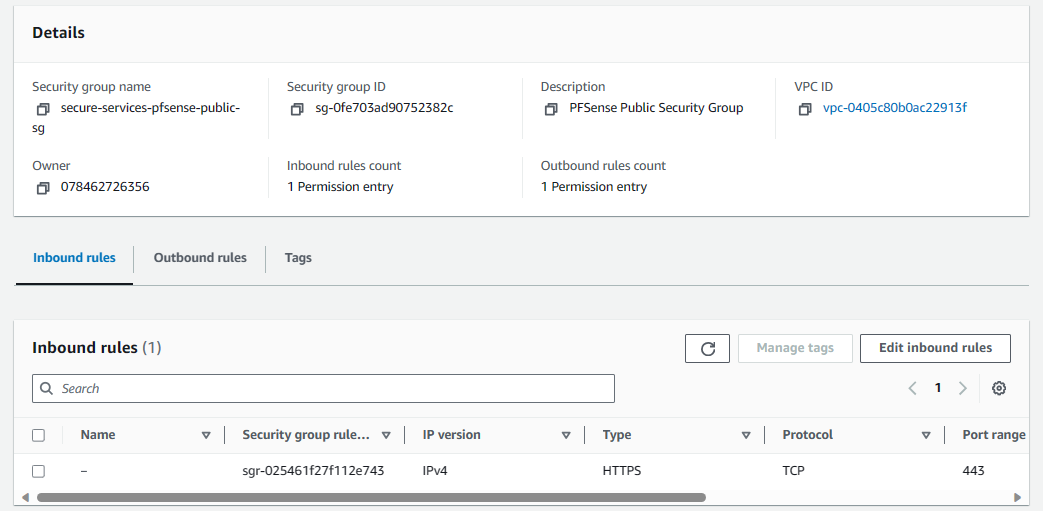 Details
Security group name
secure-services-pfsense-public-
sg
Security group ID
sg-0fe703ad90752382c
Description
PFSense Public Security Group
VPC ID
vpc-0405c80b0ac22913f
Owner
078462726356
Inbound rules count
1 Permission entry
Outbound rules count
1 Permission entry
Inbound rules Outbound rules Tags
Inbound rules (1)
Manage tags
Edit inbound rules
Search
1
Name Security group rule... IP version Type Protocol Port range
– sgr-025461f27f112e743 IPv4 HTTPS TCP 443